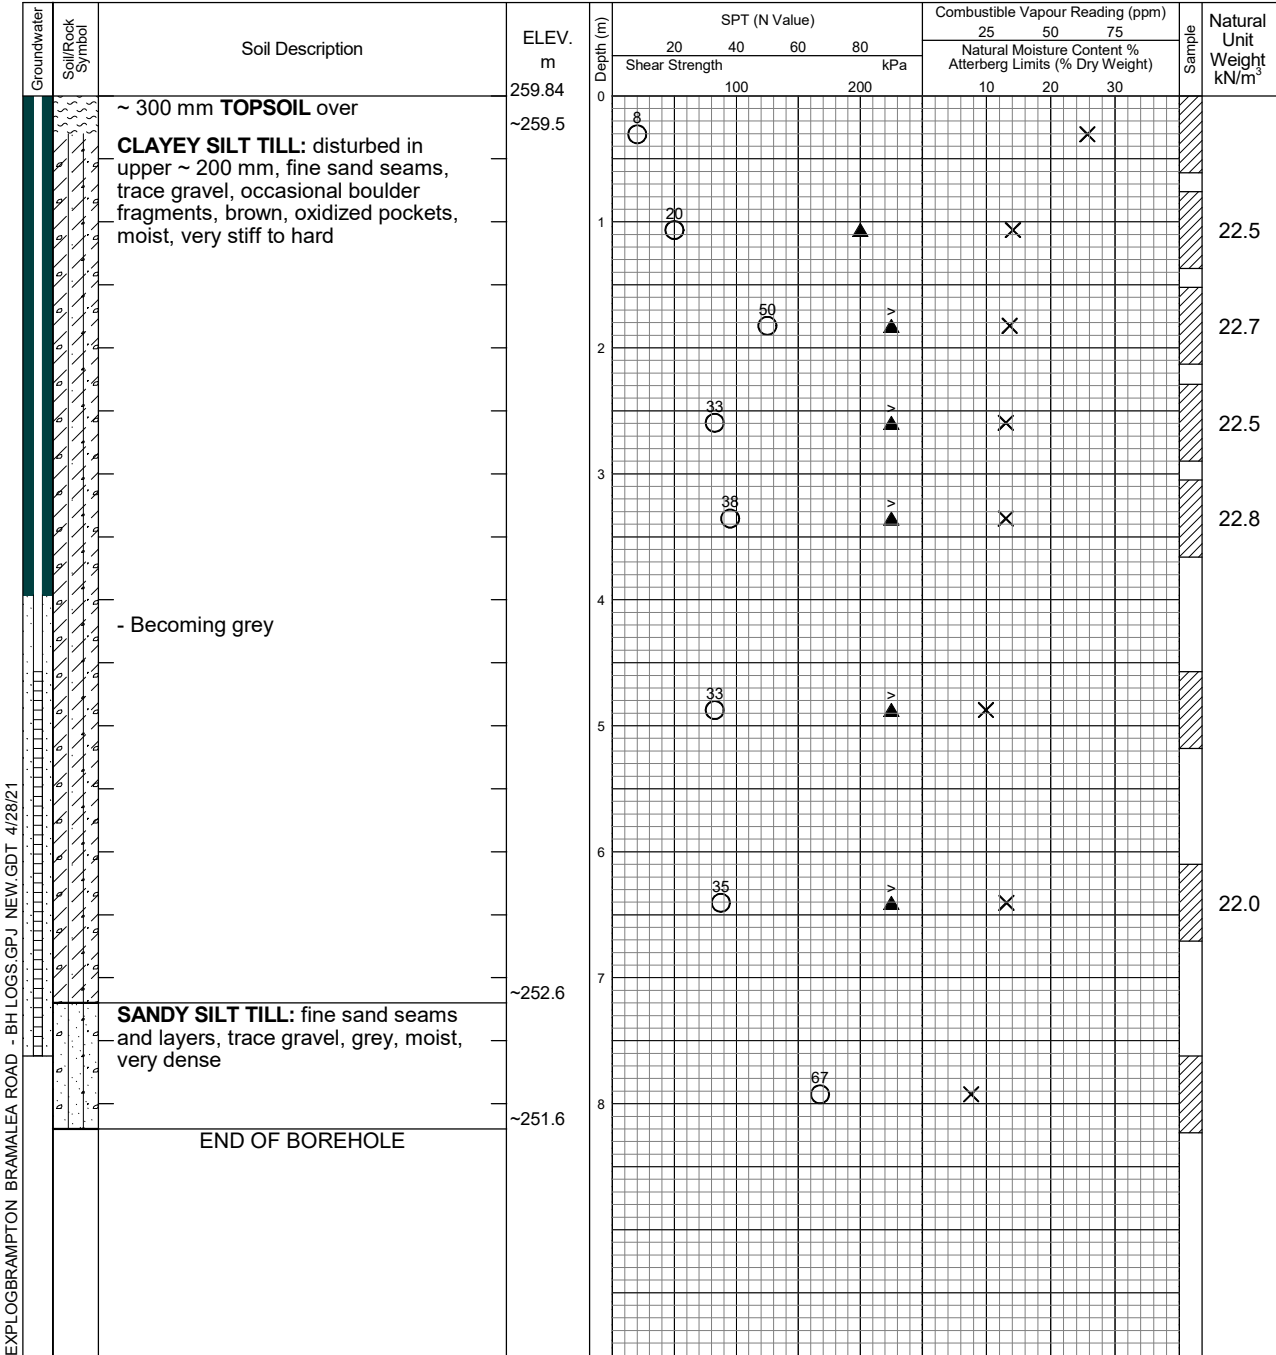 Groundwater
Soil/Rock
Symbol
Soil Description
ELEV.
m
259.84
Depth (m)
0
SPT (N Value)
20 40 60 80
Shear Strength kPa
100 200
Combustible Vapour Reading (ppm)
25 50 75
Natural Moisture Content %
Atterberg Limits (% Dry Weight)
10 20 30
Sample
Natural
Unit
Weight
kN/m³
~ 300 mm TOPSOIL over
~259.5
8
CLAYEY SILT TILL: disturbed in
upper ~ 200 mm, fine sand seams,
trace gravel, occasional boulder
fragments, brown, oxidized pockets,
moist, very stiff to hard
20
1
22.5
50 >
22.7
2
33 >
22.5
3
38 >
22.8
4
- Becoming grey
33 >
5
6
35 >
22.0
7
~252.6
SANDY SILT TILL: fine sand seams
and layers, trace gravel, grey, moist,
very dense
67
8
~251.6
END OF BOREHOLE
EXPLOGBRAMPTON BRAMALEA ROAD - BH LOGS.GPJ NEW.GDT 4/28/21